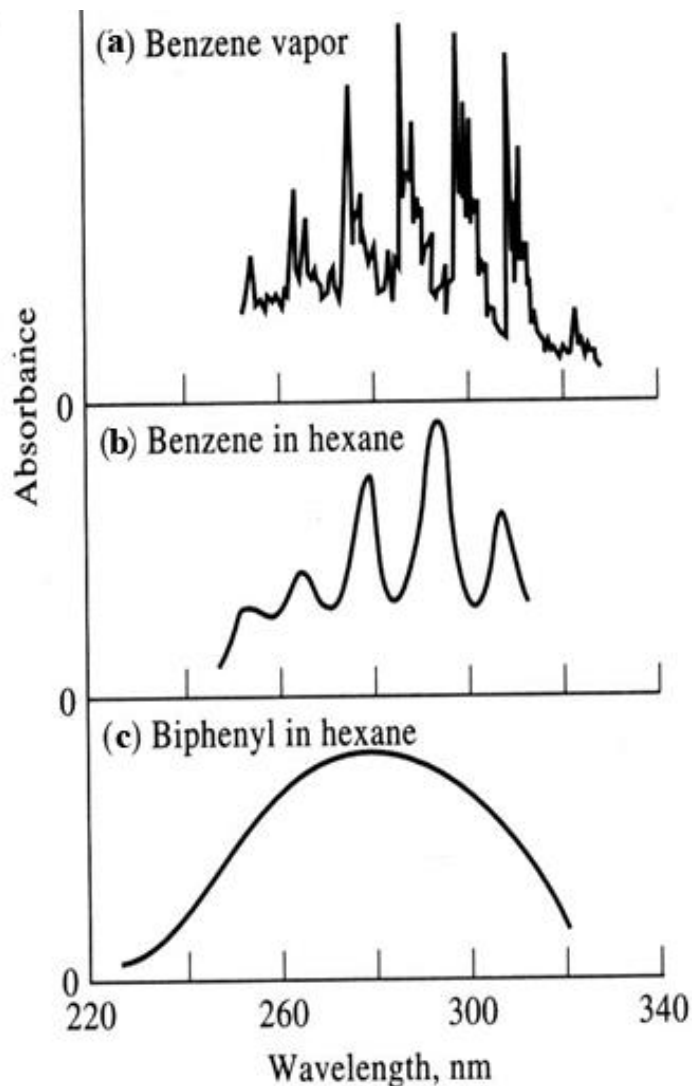 (a) Benzene vapor
0
(b) Benzene in hexane
0
(c) Biphenyl in hexane
0
220
260
300
340
Wavelength, nm
Absorbance